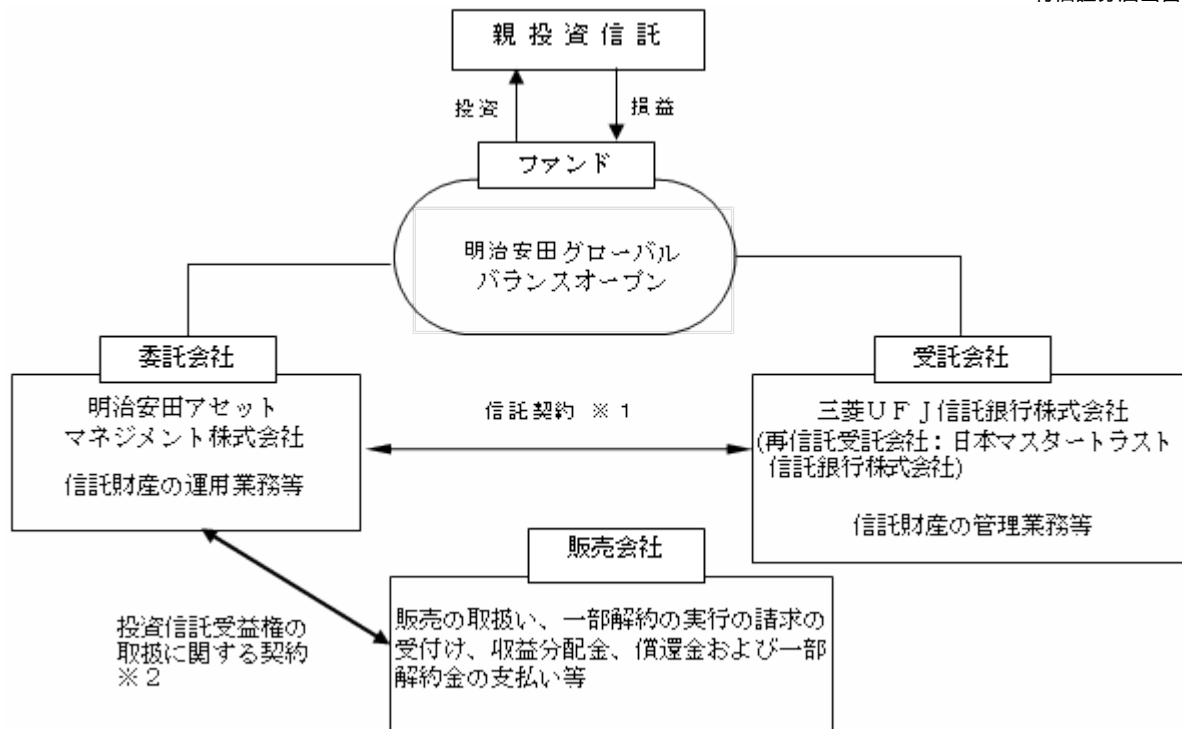 親投資信託
投資
損益
ファンド
明治安田グローバル
バランスオープン
委託会社
明治安田アセット
マネジメント株式会社
信託財産の運用業務等
信託契約 ※1
受託会社
三菱UFJ信託銀行株式会社
(再信託受託会社:日本マスタートラスト
信託銀行株式会社)
信託財産の管理業務等
投資信託受益権の
取扱に関する契約
※2
販売会社
販売の取扱い、一部解約の実行の請求の
受付け、収益分配金、償還金および一部
解約金の支払い等